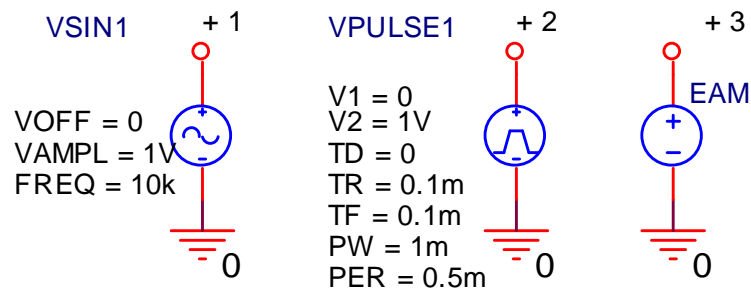 VSIN1
+ 1
VOFF = 0
VAMPL = 1V
FREQ = 10k
0
VPULSE1
+ 2
V1 = 0
V2 = 1V
TD = 0
TR = 0.1m
TF = 0.1m
PW = 1m
PER = 0.5m
0
+ 3
EAM
0